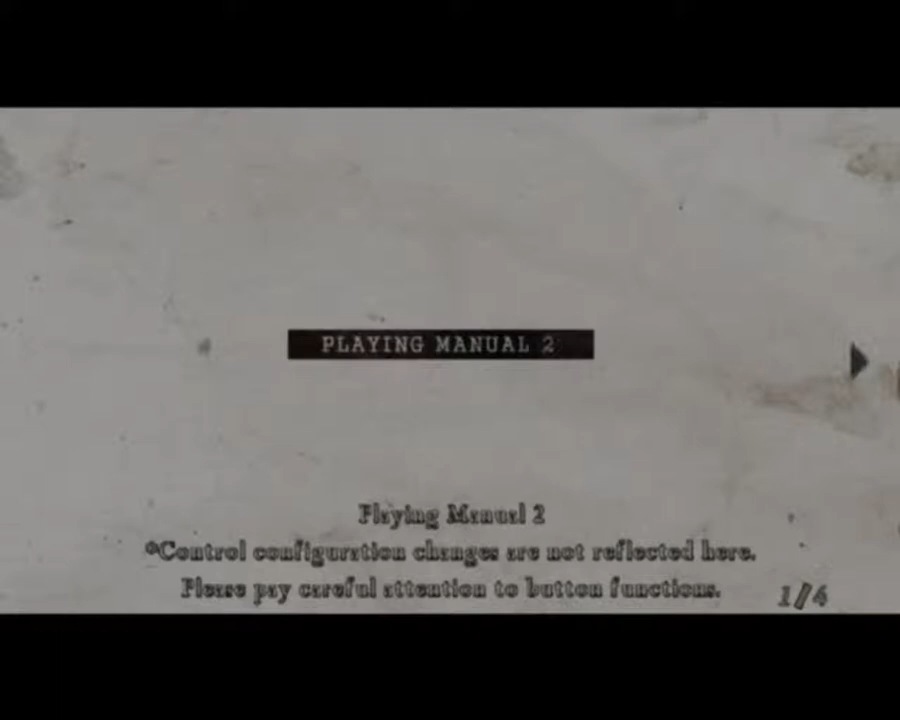 PLAYING MANUAL 2
Playing Manual 2
*Control configuration changes are not reflected here.
Please pay careful attention to button functions.
1/4